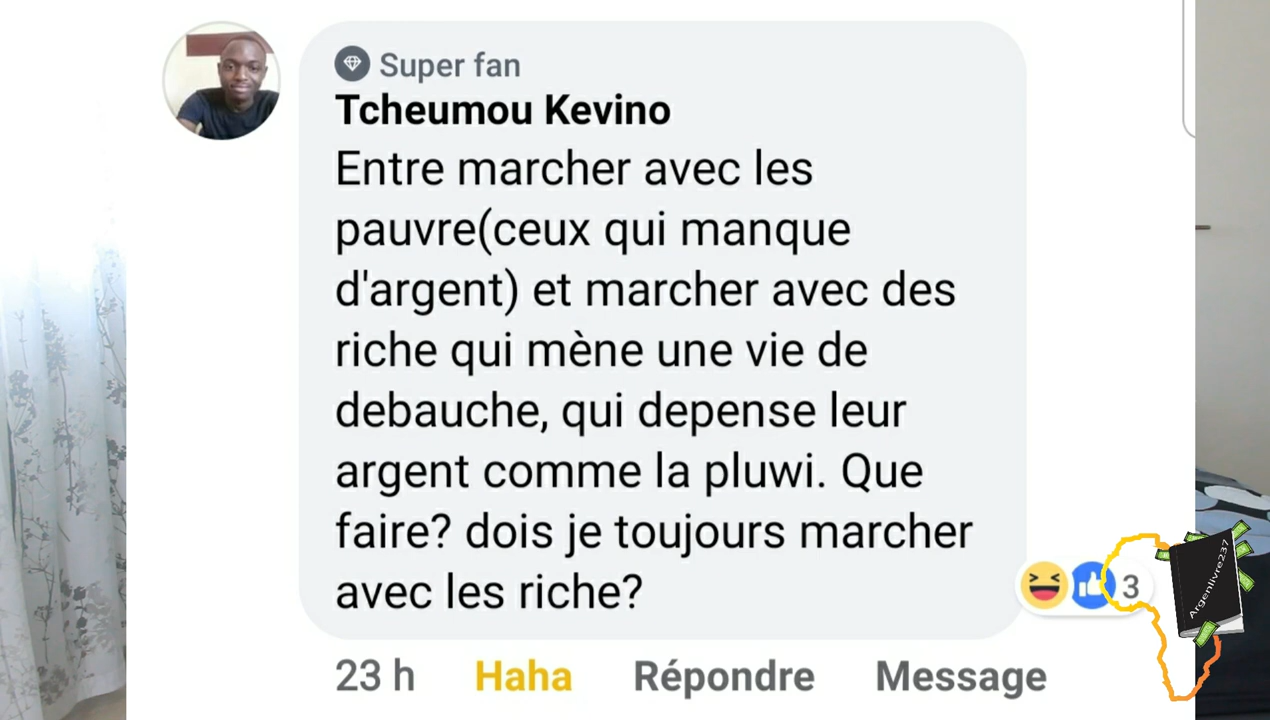 Super fan
Tcheumou Kevino
Entre marcher avec les
pauvre(ceux qui manque
d'argent) et marcher avec des
riche qui mène une vie de
debauche, qui depense leur
argent comme la pluwi. Que
faire? dois je toujours marcher
avec les riche?
3
23 h Haha Répondre Message
Argenlivre237